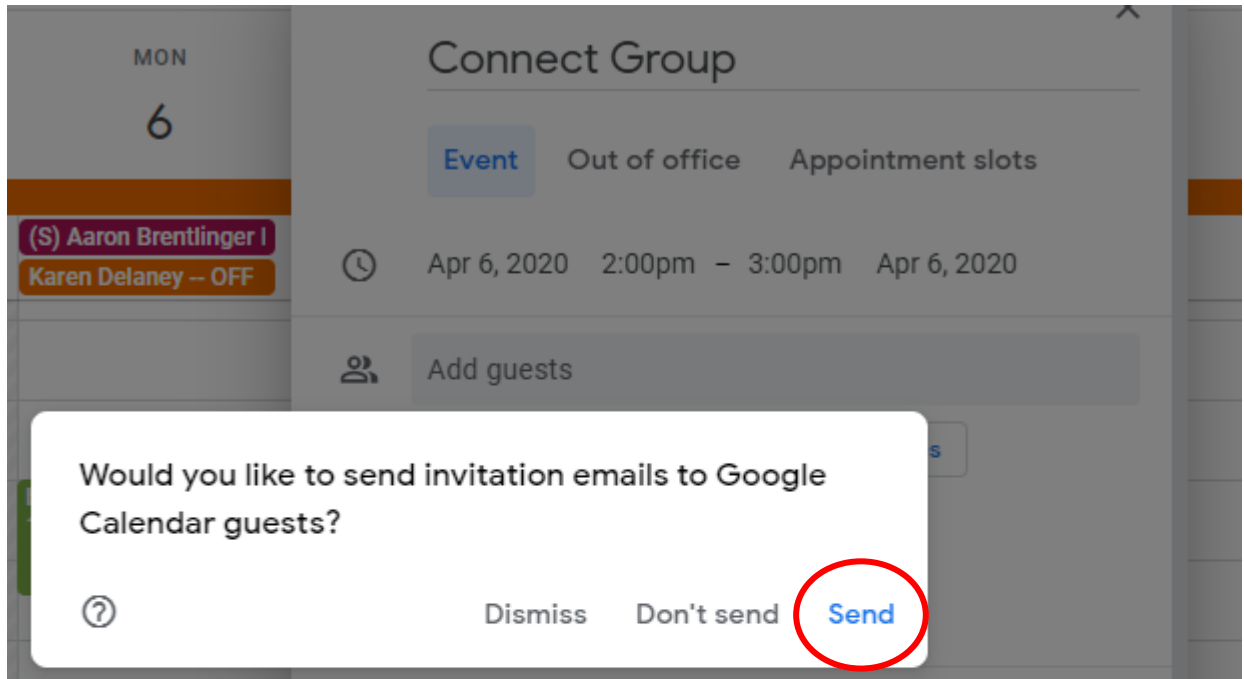 MON
6
Connect Group
Event Out of office Appointment slots
(S) Aaron Brentlinger
Karen Delaney -- OFF
Apr 6, 2020 2:00pm – 3:00pm Apr 6, 2020
Add guests
s
Would you like to send invitation emails to Google
Calendar guests?
Dismiss Don't send Send